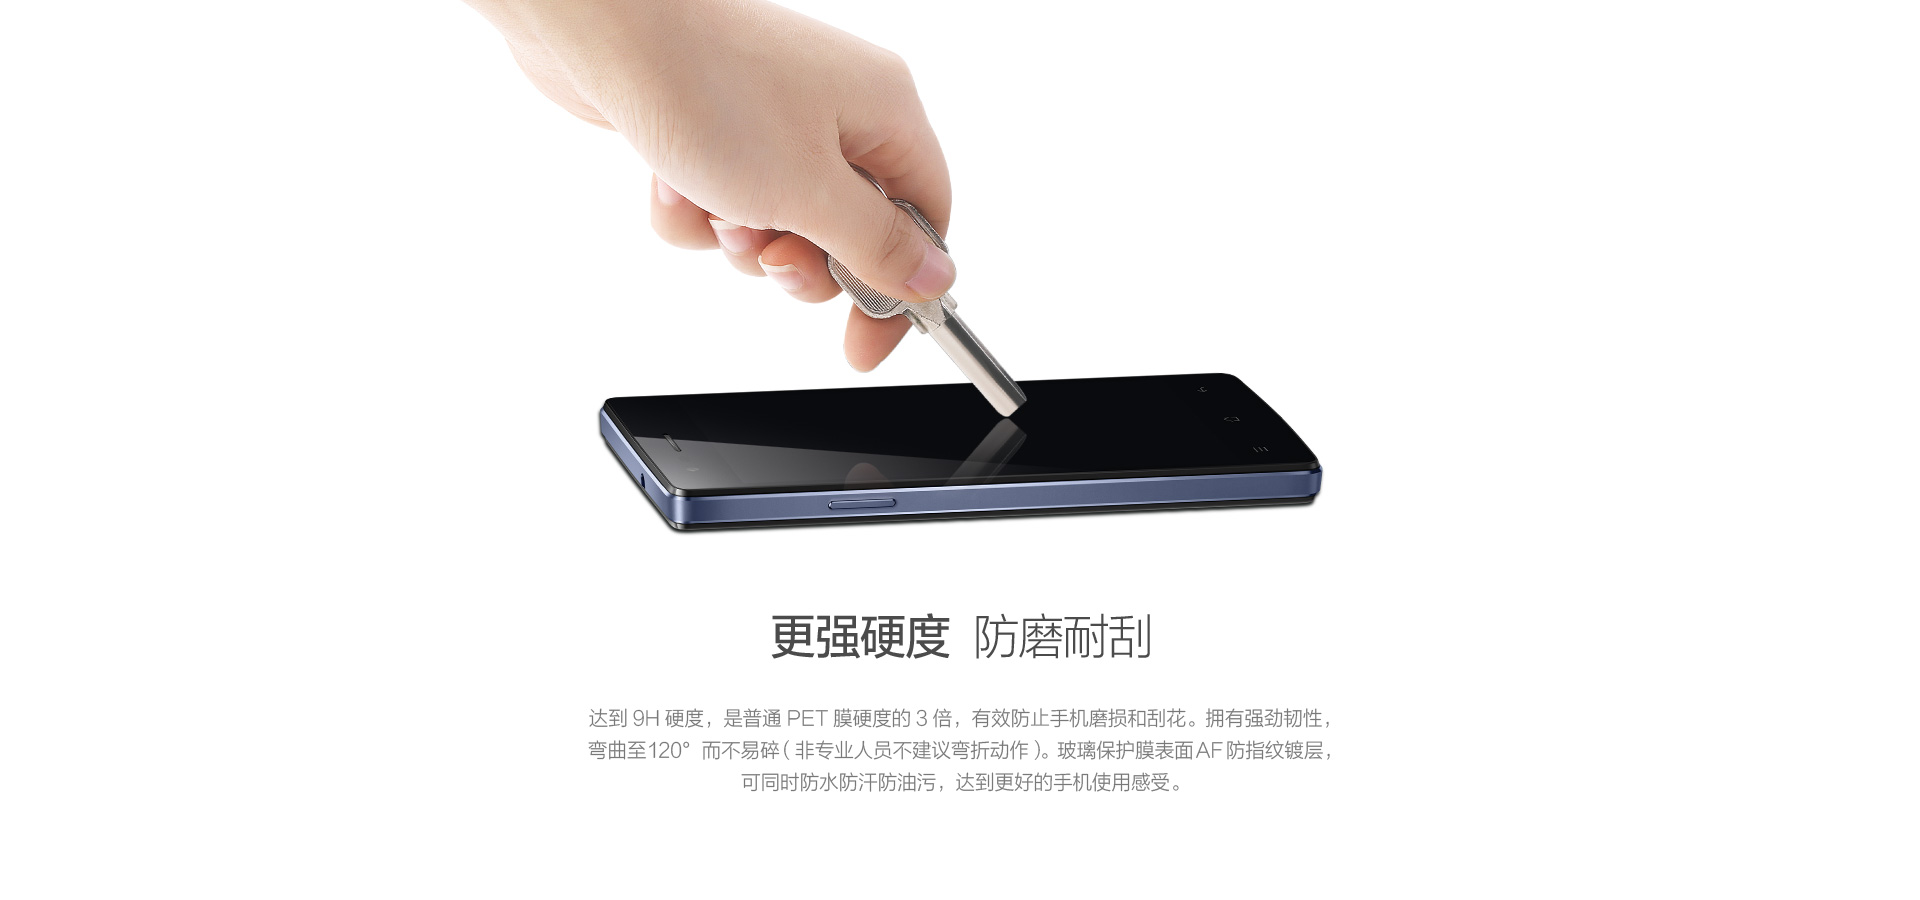 更强硬度 防磨耐刮
达到 9H 硬度，是普通 PET 膜硬度的 3 倍，有效防止手机磨损和刮花。拥有强劲韧性，
弯曲至120°而不易碎（非专业人员不建议弯折动作）。玻璃保护膜表面AF防指纹镀层，
可同时防水防汗防油污，达到更好的手机使用感受。